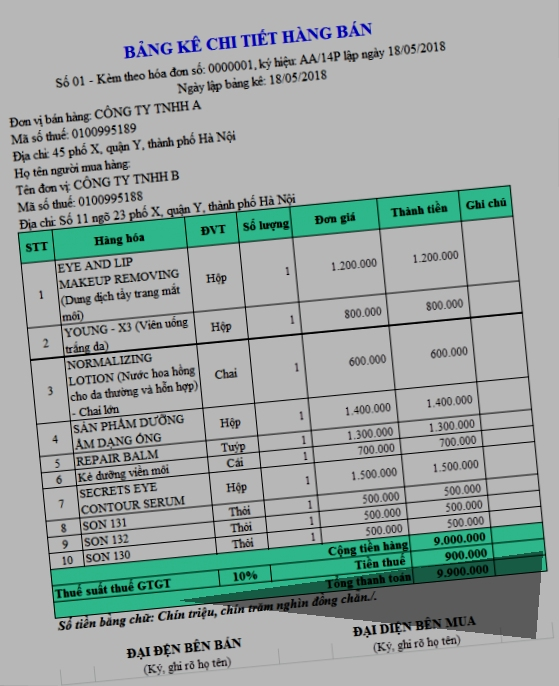 BẢNG KÊ CHI TIẾT HÀNG BÁN
Số 01 - Kèm theo hóa đơn số: 0000001, ký hiệu: AA/14P lập ngày 18/05/2018
Ngày lập bảng kê: 18/05/2018
Đơn vị bán hàng: CÔNG TY TNHH A
Mã số thuế: 0100995189
Địa chỉ: 45 phố X, quận Y, thành phố Hà Nội
Họ tên người mua hàng:
Tên đơn vị: CÔNG TY TNHH B
Mã số thuế: 0100995188
Địa chỉ: Số 11 ngõ 23 phố X, quận Y, thành phố Hà Nội
STT Hàng hóa ĐVT Số lượng Đơn giá Thành tiền Ghi chú
1 EYE AND LIP MAKEUP REMOVING (Dung dịch tẩy trang mắt môi) Hộp 1 1.200.000 1.200.000
2 YOUNG - X3 (Viên uống trắng da) Hộp 1 800.000 800.000
3 NORMALIZING LOTION (Nước hoa hồng cho da thường và hỗn hợp) - Chai lớn Chai 1 600.000 600.000
4 SẢN PHẨM DƯỠNG ẨM DẠNG ỐNG Hộp 1 1.400.000 1.400.000
5 REPAIR BALM Tuýp 1 1.300.000 1.300.000
6 Kẻ dưỡng viền môi Cái 1 700.000 700.000
7 SECRETS EYE CONTOUR SERUM Hộp 1 1.500.000 1.500.000
8 SON 131 Thỏi 1 500.000 500.000
9 SON 132 Thỏi 1 500.000 500.000
10 SON 130 Thỏi 1 500.000 500.000
Cộng tiền hàng 9.000.000
Thuế suất thuế GTGT 10% Tiền thuế 900.000
Tổng thanh toán 9.900.000
Số tiền bằng chữ: Chín triệu, chín trăm nghìn đồng chẵn./.
ĐẠI ĐỆN BÊN BÁN ĐẠI DIỆN BÊN MUA
(Ký, ghi rõ họ tên) (Ký, ghi rõ họ tên)